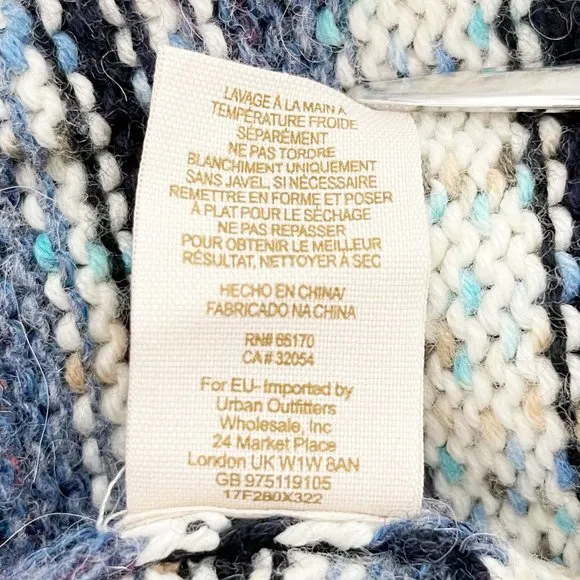 LAVAGE À LA MAIN À
TEMPÉRATURE FROIDE
SÉPARÉMENT
NE PAS TORDRE
BLANCHIMENT UNIQUEMENT
SANS JAVEL, SI NÉCESSAIRE
REMETTRE EN FORME ET POSER
À PLAT POUR LE SÉCHAGE
NE PAS REPASSER
POUR OBTENIR LE MEILLEUR
RÉSULTAT, NETTOYER À SEC
HECHO EN CHINA/
FABRICADO NA CHINA
RN# 66170
CA# 32054
For EU- Imported by
Urban Outfitters
Wholesale, Inc
24 Market Place
London UK W1W 8AN
GB 975119105
17F280X322